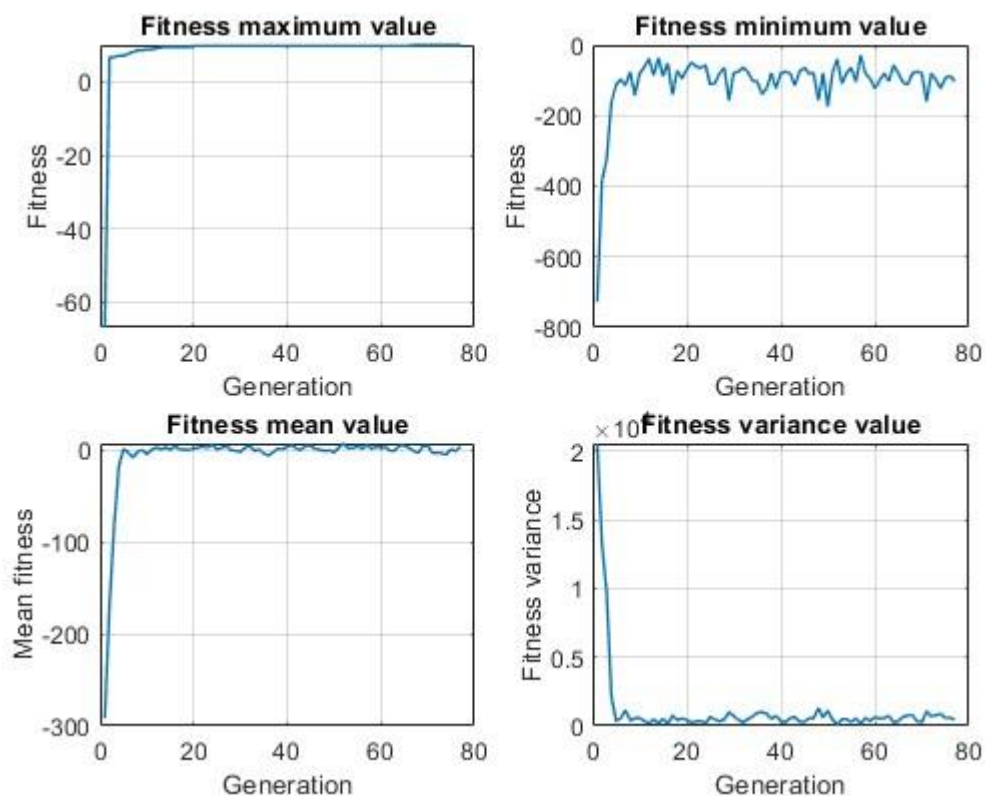 Fitness maximum value
0
-20
-40
-60
Fitness
0 20 40 60 80
Generation
Fitness minimum value
0
-200
-400
-600
-800
Fitness
0 20 40 60 80
Generation
Fitness mean value
0
-100
-200
-300
Mean fitness
0 20 40 60 80
Generation
Fitness variance value
×10
2
1.5
1
0.5
0
Fitness variance
0 20 40 60 80
Generation